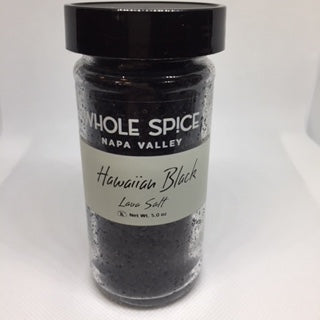 WHOLE SPICE
NAPA VALLEY
Hawaiian Black
Lava Salt
Net Wt. 5.0 oz